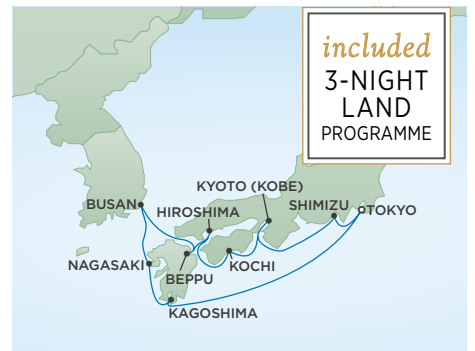 included
3-NIGHT
LAND
PROGRAMME
KYOTO (KOBE)
BUSAN
HIROSHIMA
SHIMIZU
TOKYO
NAGASAKI
BEPPU
KOCHI
KAGOSHIMA